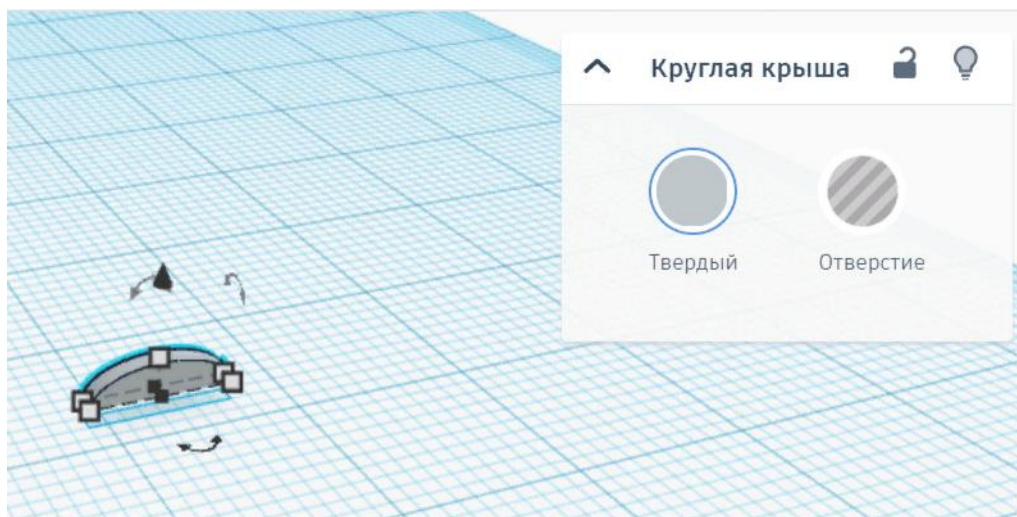 Круглая крыша
Твердый
Отверстие